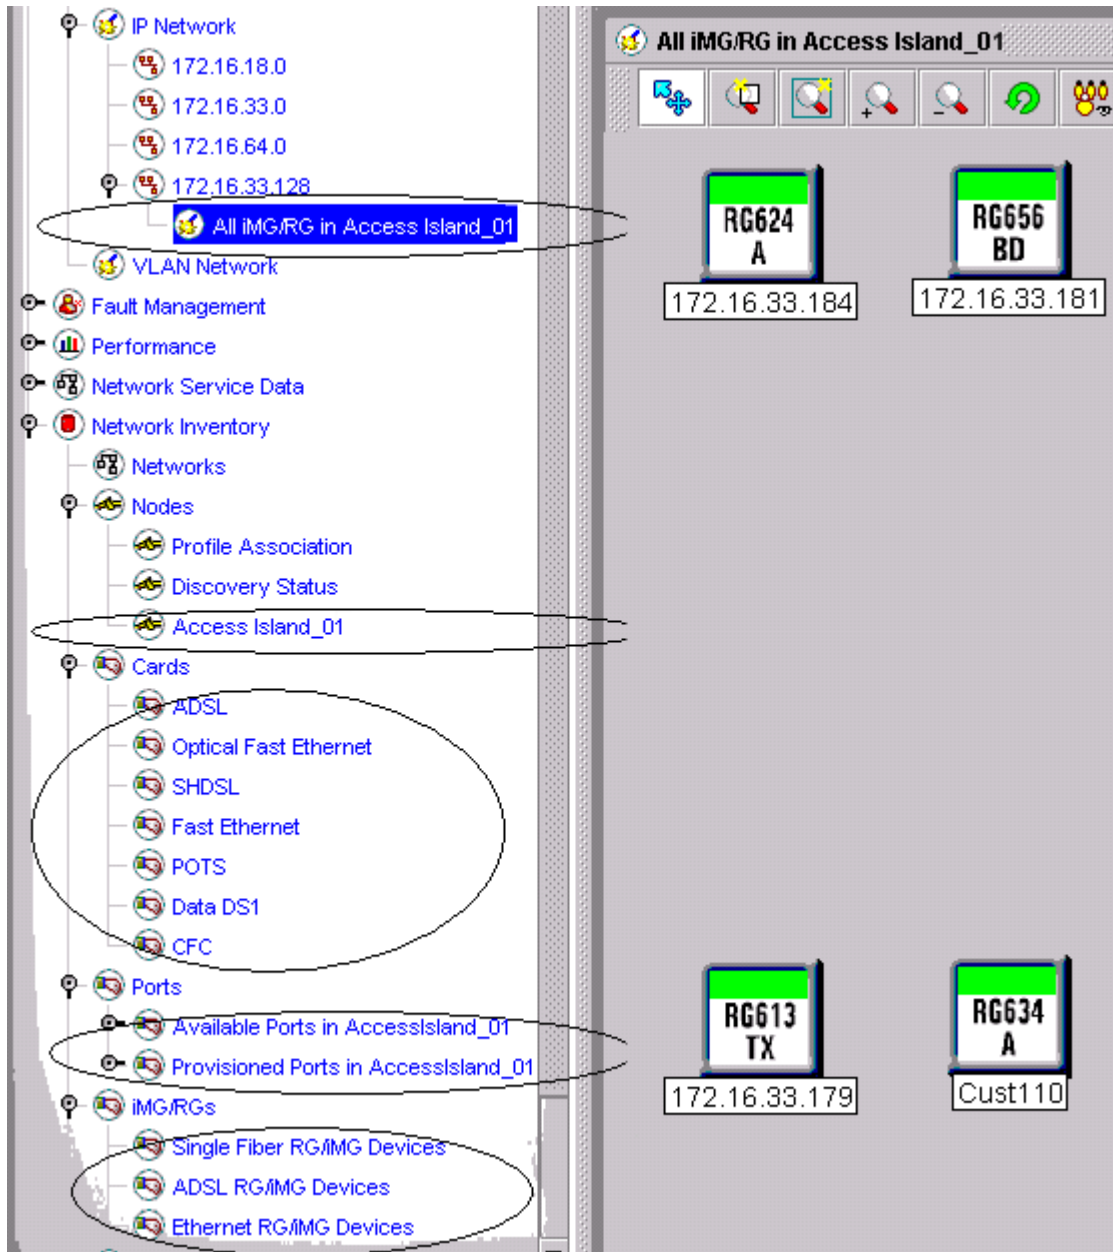 IP Network
172.16.18.0
172.16.33.0
172.16.64.0
172.16.33.128
All iMG/RG in Access Island_01
VLAN Network
Fault Management
Performance
Network Service Data
Network Inventory
Networks
Nodes
Profile Association
Discovery Status
Access Island_01
Cards
ADSL
Optical Fast Ethernet
SHDSL
Fast Ethernet
POTS
Data DS1
CFC
Ports
Available Ports in AccessIsland_01
Provisioned Ports in AccessIsland_01
iMG/RGs
Single Fiber RG/iMG Devices
ADSL RG/iMG Devices
Ethernet RG/iMG Devices
All iMG/RG in Access Island_01
RG624
A
172.16.33.184
RG656
BD
172.16.33.181
RG613
TX
172.16.33.179
RG634
A
Cust110